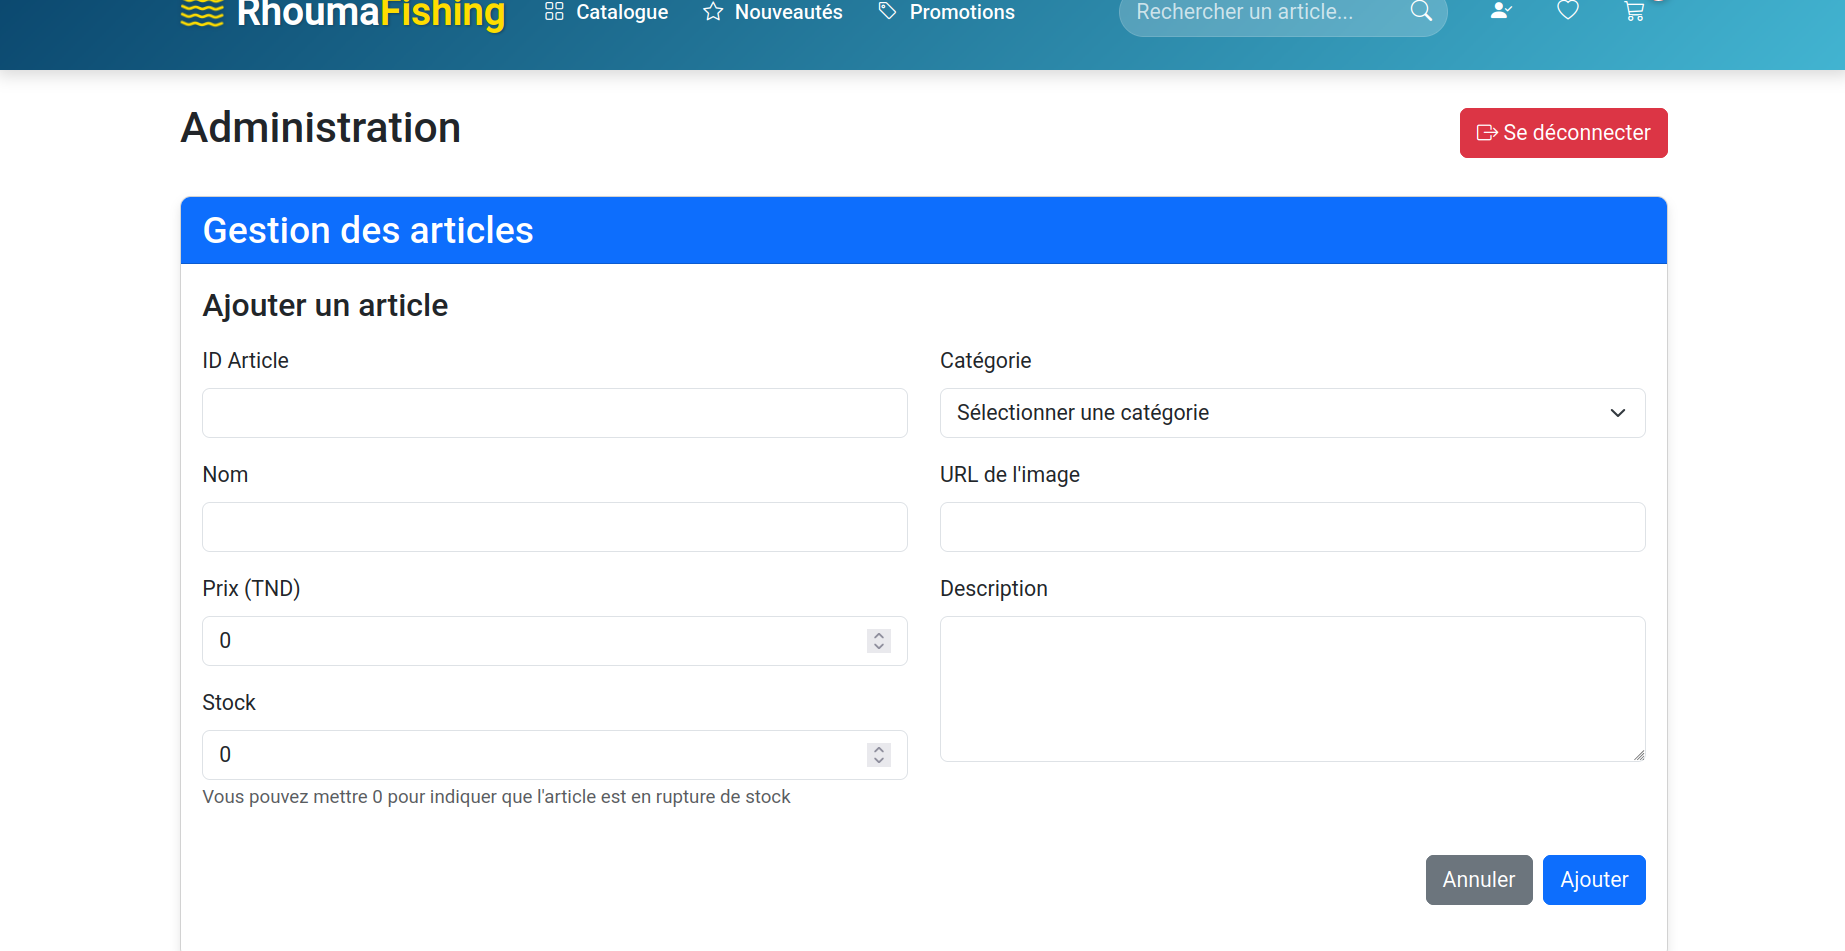 RhoumaFishing Catalogue Nouveautés Promotions Rechercher un article...
Administration
Se déconnecter
Gestion des articles
Ajouter un article
ID Article
Catégorie
Sélectionner une catégorie
Nom
URL de l'image
Prix (TND)
0
Description
Stock
0
Vous pouvez mettre 0 pour indiquer que l'article est en rupture de stock
Annuler Ajouter